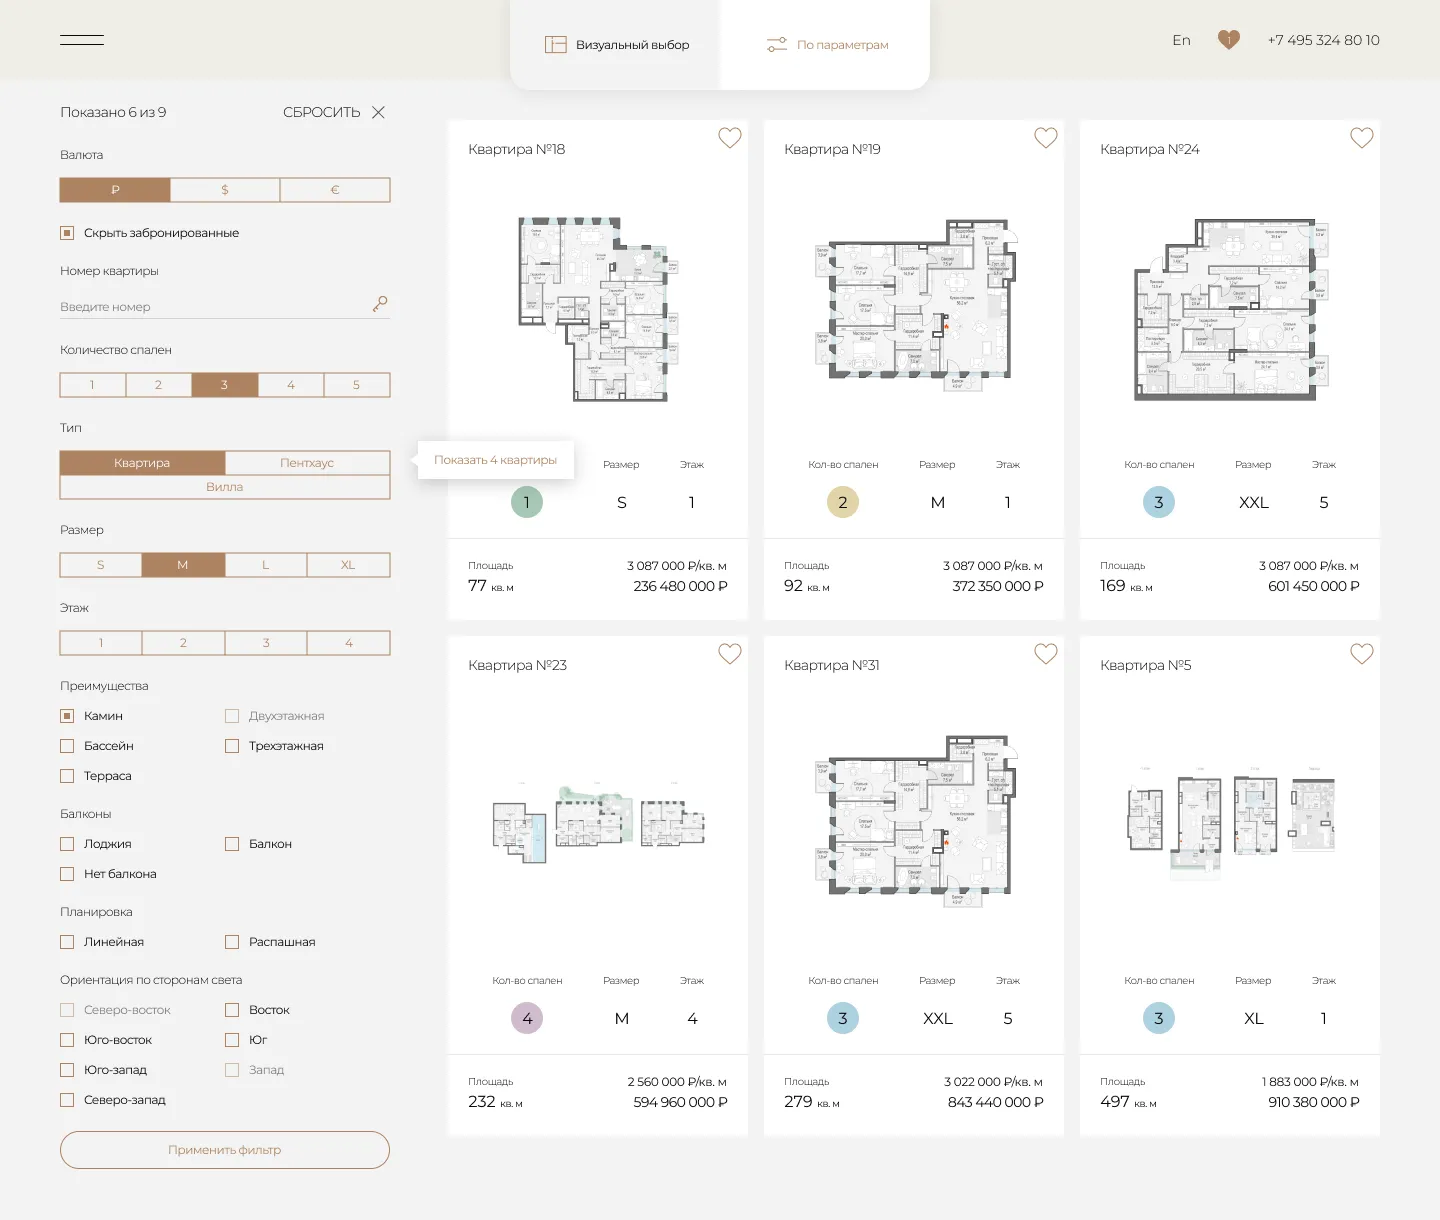 Визуальный выбор
По параметрам
En
1
+7 495 324 80 10
Показано 6 из 9
СБРОСИТЬ
Валюта
₽ $ €
Скрыть забронированные
Номер квартиры
Введите номер
Количество спален
1 2 3 4 5
Тип
Квартира Пентхаус
Вилла
Показать 4 квартиры
Размер
S M L XL
Этаж
1 2 3 4
Преимущества
Камин Двухэтажная
Бассейн Трехэтажная
Терраса
Балконы
Лоджия Балкон
Нет балкона
Планировка
Линейная Распашная
Ориентация по сторонам света
Северо-восток Восток
Юго-восток Юг
Юго-запад Запад
Северо-запад
Применить фильтр
Квартира №18
Размер Этаж
1 S 1
Площадь 3 087 000 ₽/кв. м
77 кв. м 236 480 000 ₽
Квартира №19
Кол-во спален Размер Этаж
2 M 1
Площадь 3 087 000 ₽/кв. м
92 кв. м 372 350 000 ₽
Квартира №24
Кол-во спален Размер Этаж
3 XXL 5
Площадь 3 087 000 ₽/кв. м
169 кв. м 601 450 000 ₽
Квартира №23
Кол-во спален Размер Этаж
4 M 4
Площадь 2 560 000 ₽/кв. м
232 кв. м 594 960 000 ₽
Квартира №31
Кол-во спален Размер Этаж
3 XXL 5
Площадь 3 022 000 ₽/кв. м
279 кв. м 843 440 000 ₽
Квартира №5
Кол-во спален Размер Этаж
3 XL 1
Площадь 1 883 000 ₽/кв. м
497 кв. м 910 380 000 ₽